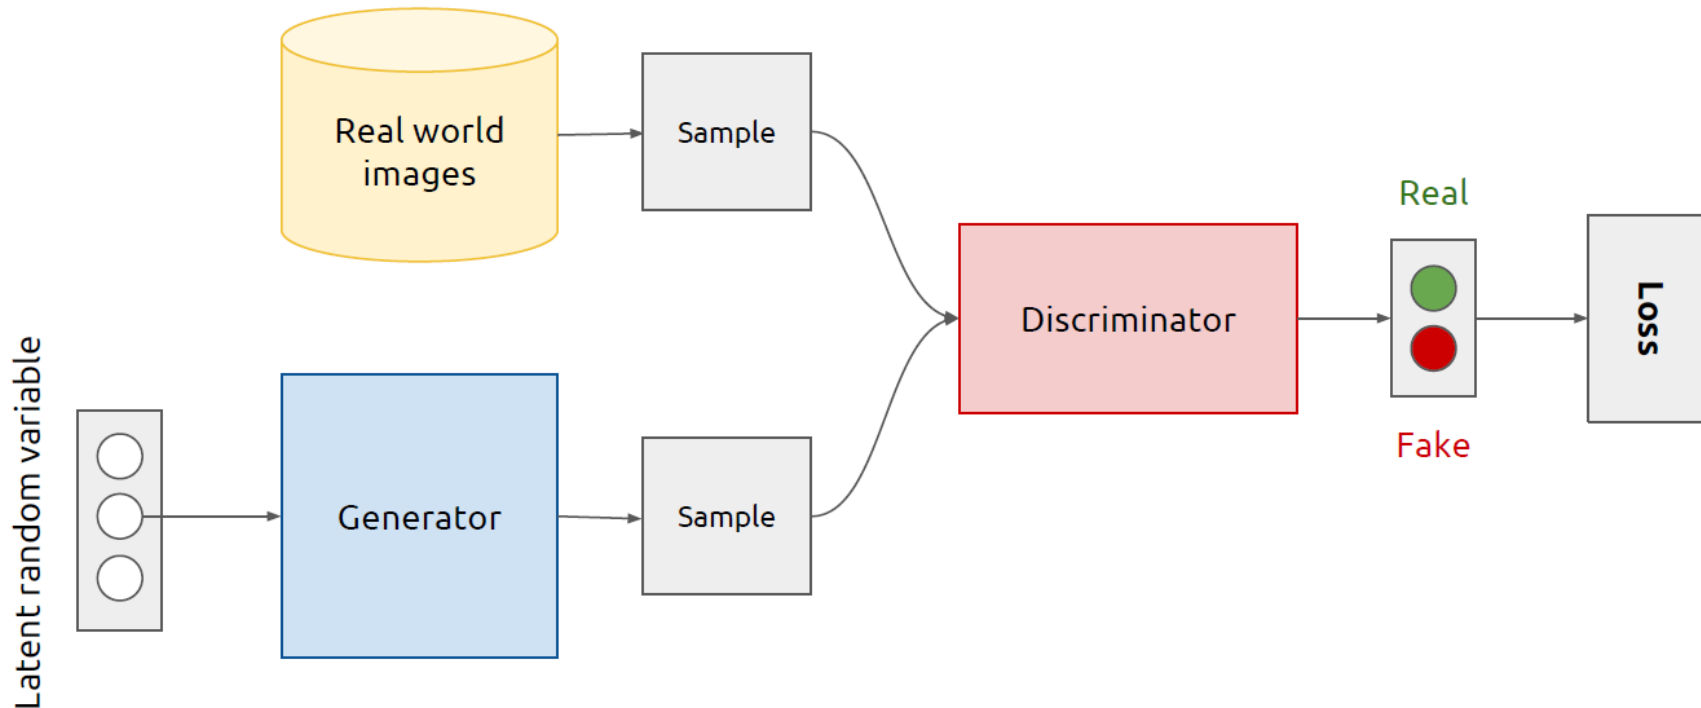 Real world
images
Sample
Real
Discriminator
Loss
Fake
Latent random variable
Generator
Sample